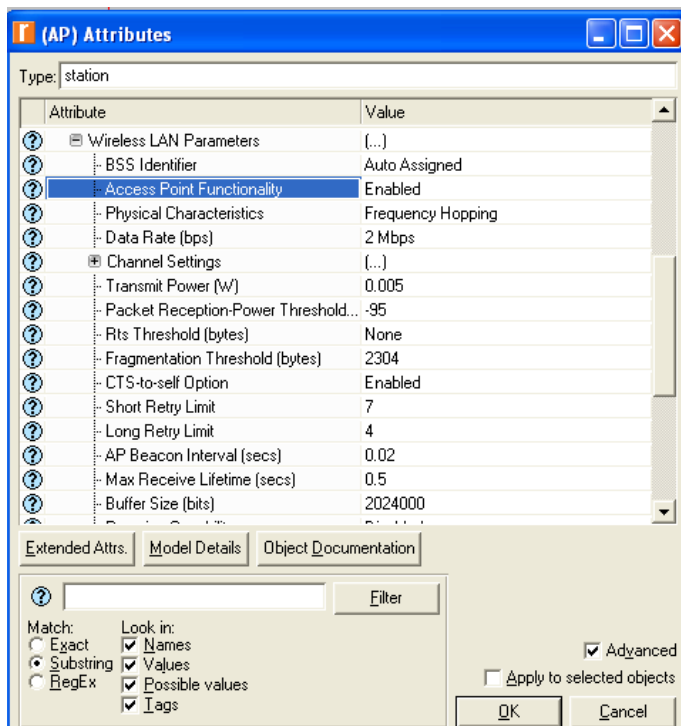 (AP) Attributes
Type: station
Attribute Value
Wireless LAN Parameters (...)
BSS Identifier Auto Assigned
Access Point Functionality Enabled
Physical Characteristics Frequency Hopping
Data Rate (bps) 2 Mbps
Channel Settings (...)
Transmit Power (W) 0.005
Packet Reception-Power Threshold... -95
Rts Threshold (bytes) None
Fragmentation Threshold (bytes) 2304
CTS-to-self Option Enabled
Short Retry Limit 7
Long Retry Limit 4
AP Beacon Interval (secs) 0.02
Max Receive Lifetime (secs) 0.5
Buffer Size (bits) 2024000
Extended Attrs. Model Details Object Documentation
Filter
Match: Look in:
Exact Names
Substring Values
RegEx Possible values
Tags
Advanced
Apply to selected objects
OK Cancel